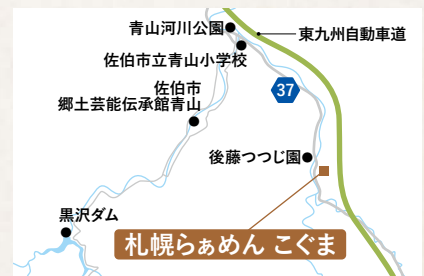 青山河川公園
東九州自動車道
佐伯市立青山小学校
佐伯市
郷土芸能伝承館青山
37
後藤つつじ園
黒沢ダム
札幌らぁめん こぐま